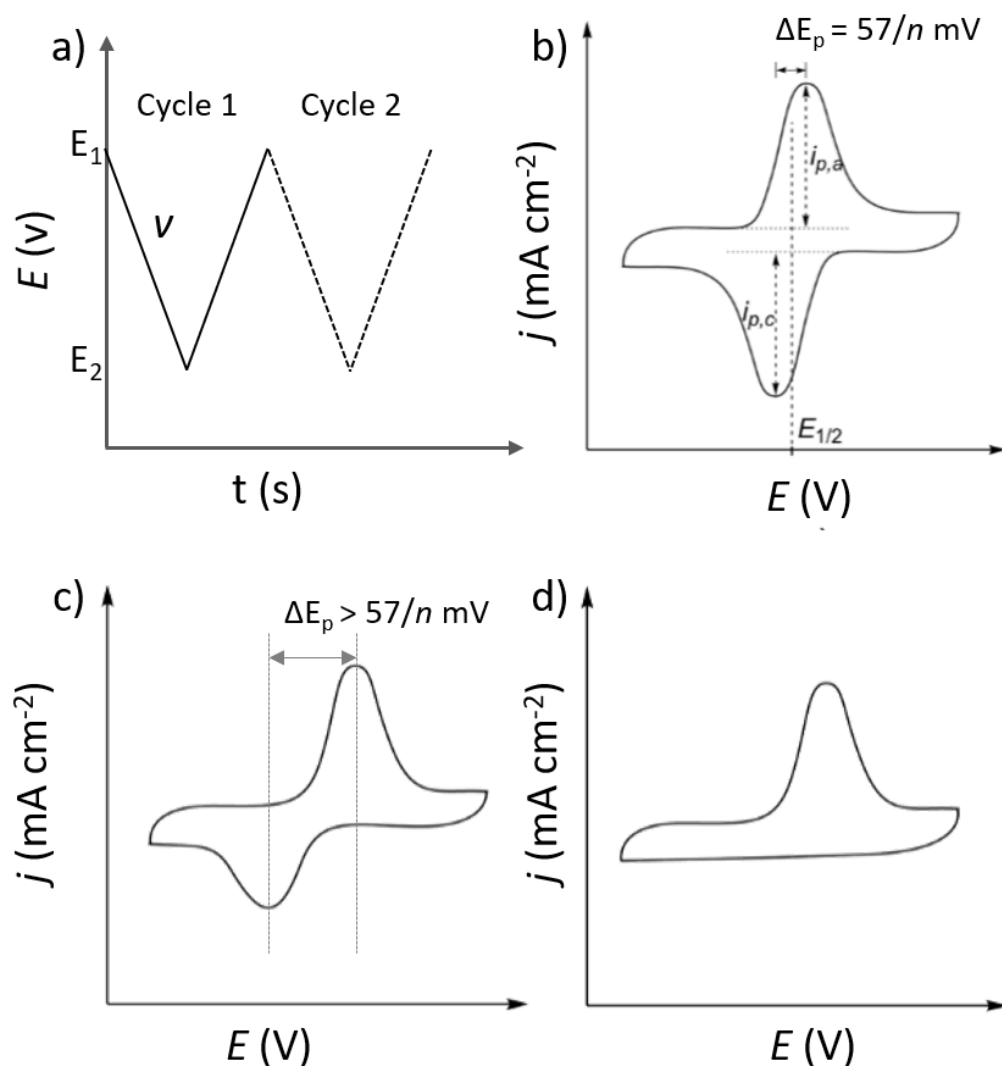 a)
Cycle 1
Cycle 2
E₁
v
E₂
E (v)
t (s)
b)
ΔEₚ = 57/n mV
iₚ,ₐ
iₚ,c
E₁/₂
j (mA cm⁻²)
E (V)
c)
ΔEₚ > 57/n mV
j (mA cm⁻²)
E (V)
d)
j (mA cm⁻²)
E (V)